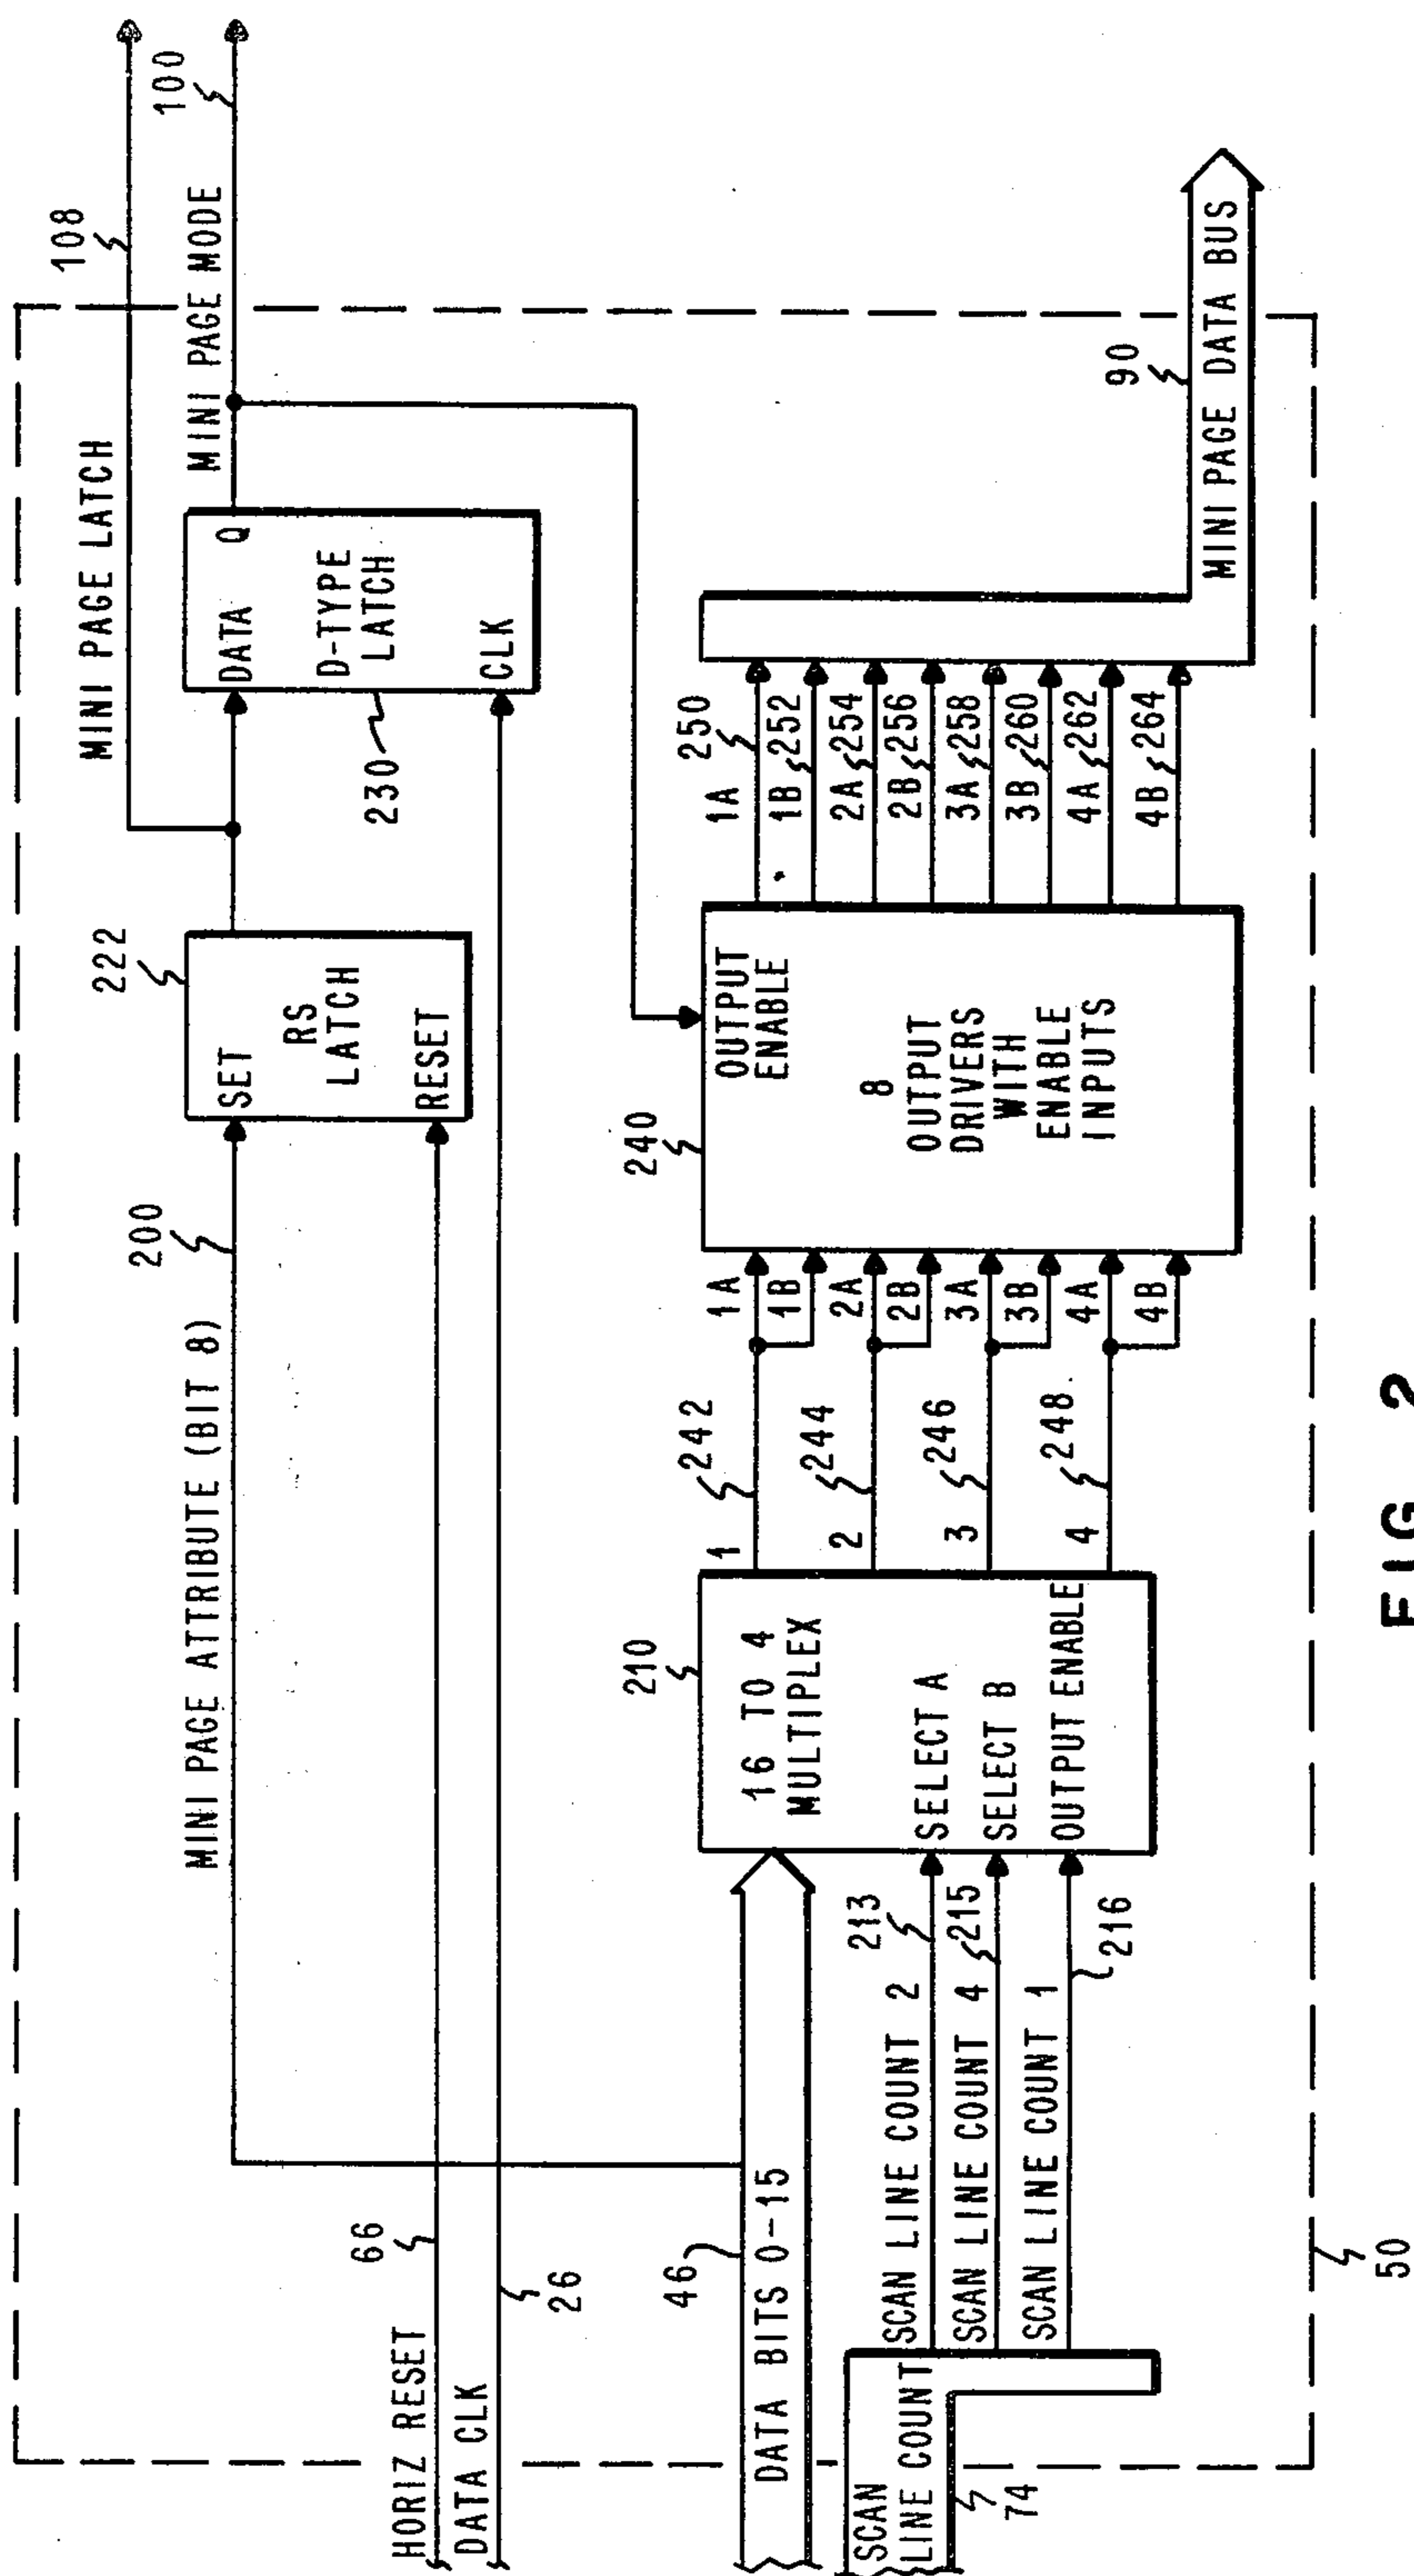 108
MINI PAGE LATCH
100
MINI PAGE MODE
DATA Q
D-TYPE
LATCH
CLK
230
222
SET
RS
LATCH
RESET
200
MINI PAGE ATTRIBUTE (BIT 8)
66
HORIZ RESET
DATA CLK
26
46
DATA BITS 0-15
SCAN
LINE COUNT
74
SCAN LINE COUNT 2
213
SCAN LINE COUNT 4
215
SCAN LINE COUNT 1
216
210
16 TO 4
MULTIPLEX
SELECT A
SELECT B
OUTPUT ENABLE
1
242
2
244
3
246
4
248
1A
1B
2A
2B
3A
3B
4A
4B
240
OUTPUT
ENABLE
8
OUTPUT
DRIVERS
WITH
ENABLE
INPUTS
1A 250
1B 252
2A 254
2B 256
3A 258
3B 260
4A 262
4B 264
90
MINI PAGE DATA BUS
50
FIG 2